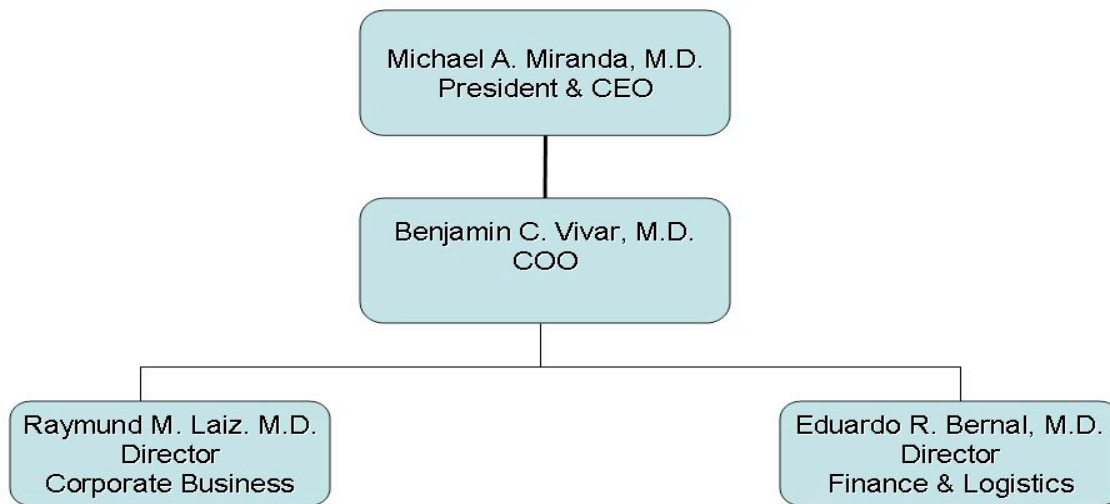 Michael A. Miranda, M.D.
President & CEO
Benjamin C. Vivar, M.D.
COO
Raymund M. Laiz. M.D.
Director
Corporate Business
Eduardo R. Bernal, M.D.
Director
Finance & Logistics